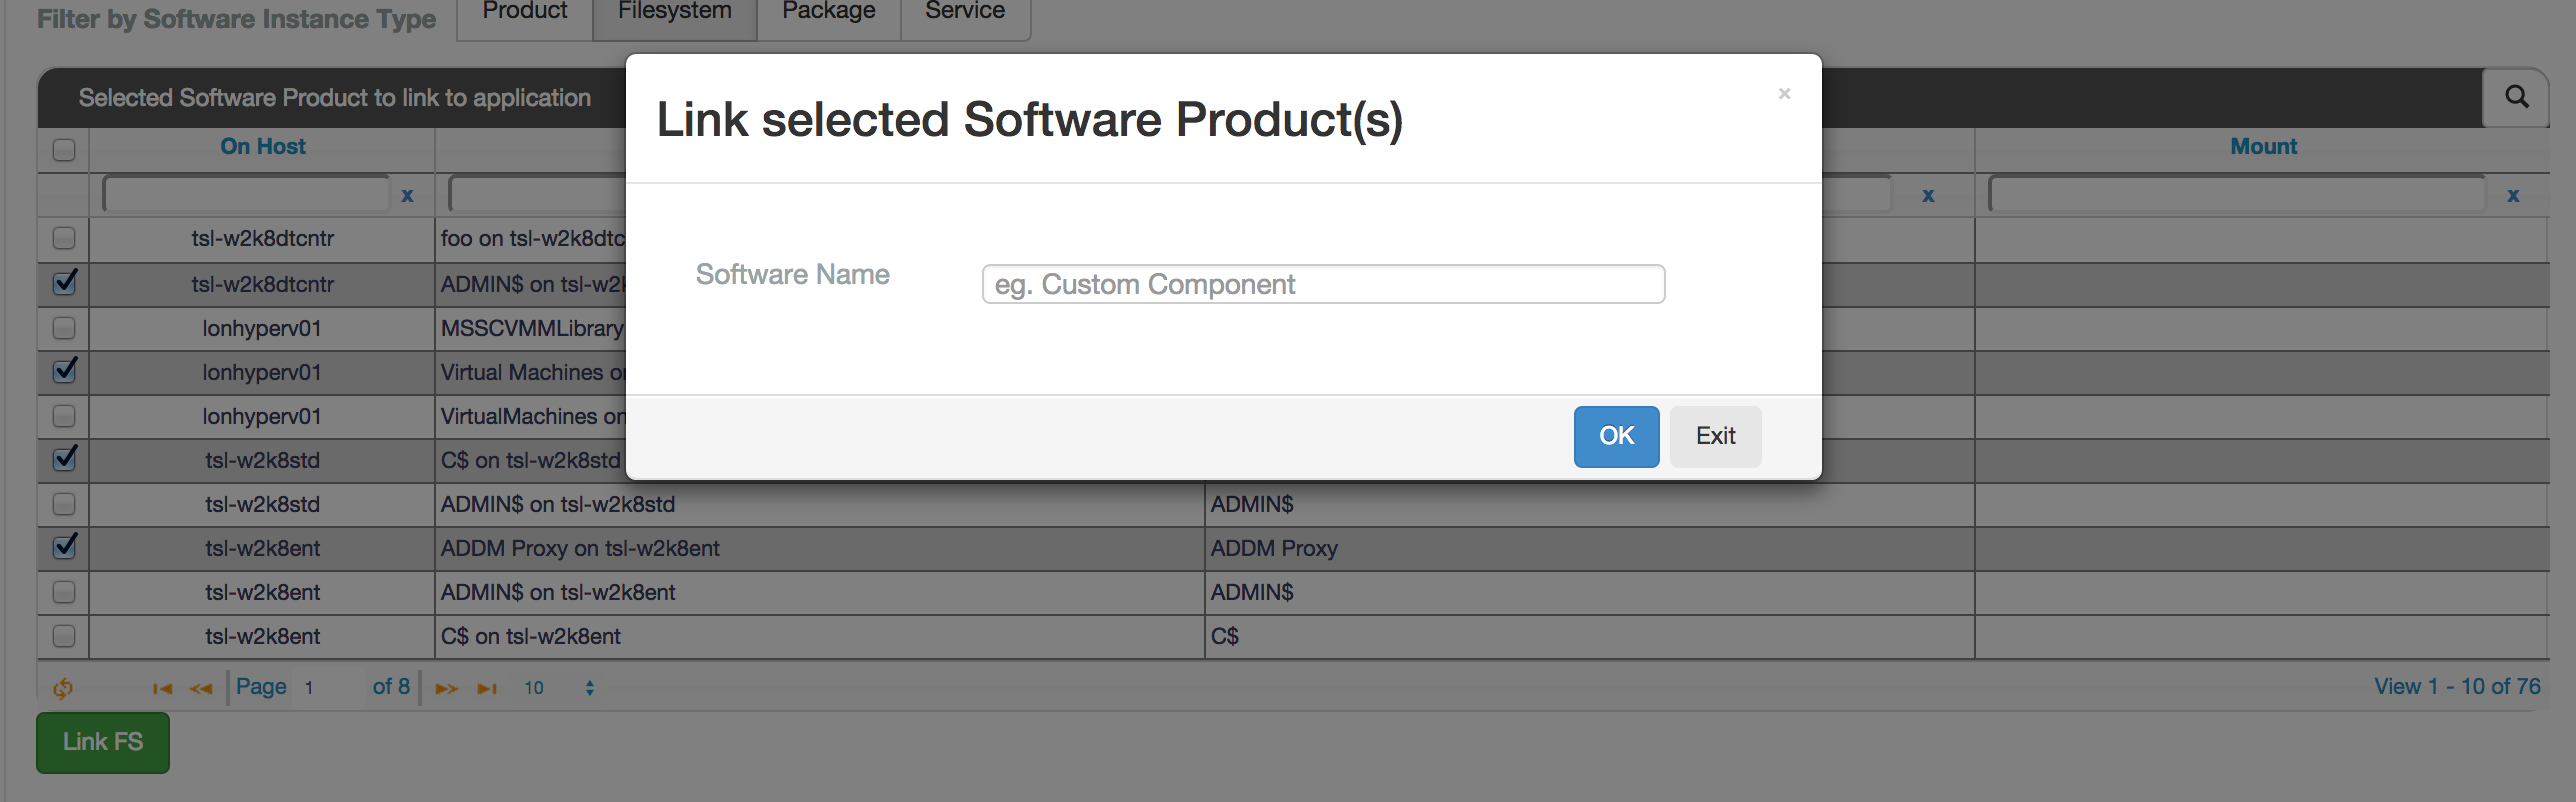 Filter by Software Instance Type Product Filesystem Package Service
Selected Software Product to link to application
Link selected Software Product(s) ×
On Host Mount
x x x
Software Name eg. Custom Component
OK Exit
tsl-w2k8dtcntr foo on tsl-w2k8dtc
tsl-w2k8dtcntr ADMIN$ on tsl-w2k
lonhyperv01 MSSCVMMLibrary
lonhyperv01 Virtual Machines on
lonhyperv01 VirtualMachines on
tsl-w2k8std C$ on tsl-w2k8std
tsl-w2k8std ADMIN$ on tsl-w2k8std ADMIN$
tsl-w2k8ent ADDM Proxy on tsl-w2k8ent ADDM Proxy
tsl-w2k8ent ADMIN$ on tsl-w2k8ent ADMIN$
tsl-w2k8ent C$ on tsl-w2k8ent C$
Page 1 of 8 10 View 1 - 10 of 76
Link FS